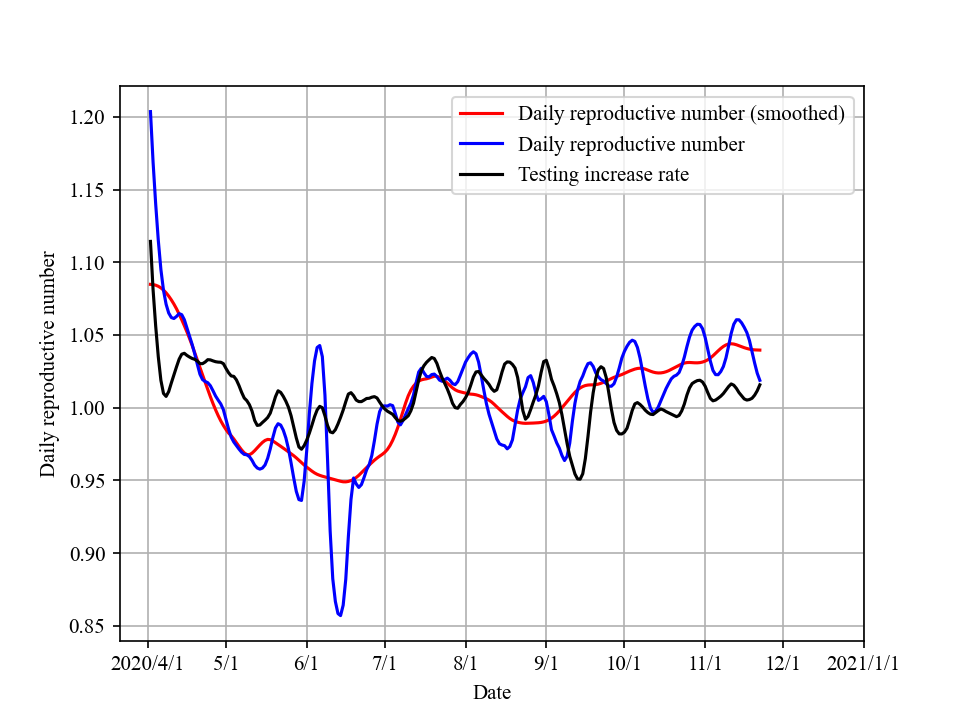 Daily reproductive number (smoothed)
Daily reproductive number
Testing increase rate
Daily reproductive number
1.20
1.15
1.10
1.05
1.00
0.95
0.90
0.85
2020/4/1 5/1 6/1 7/1 8/1 9/1 10/1 11/1 12/1 2021/1/1
Date